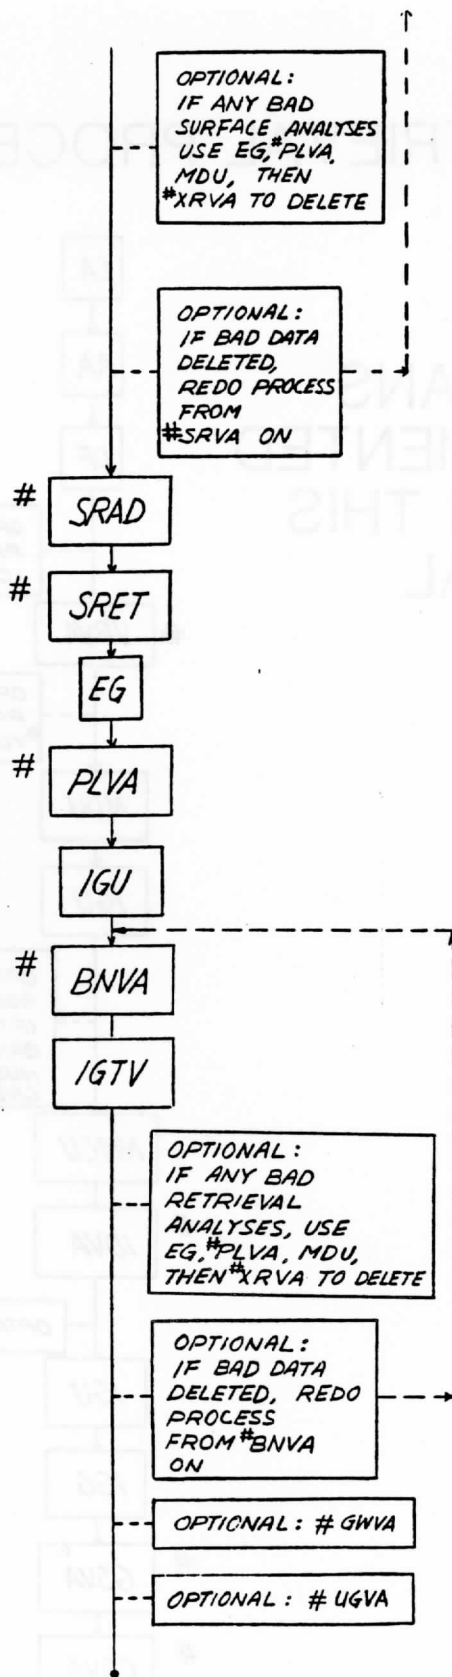 OPTIONAL:
IF ANY BAD
SURFACE ANALYSES
USE EG, #PLVA,
MDU, THEN
#XRVA TO DELETE
OPTIONAL:
IF BAD DATA
DELETED,
REDO PROCESS
FROM
#SRVA ON
# SRAD
# SRET
EG
# PLVA
IGU
# BNVA
IGTV
OPTIONAL:
IF ANY BAD
RETRIEVAL
ANALYSES, USE
EG, #PLVA, MDU,
THEN #XRVA TO DELETE
OPTIONAL:
IF BAD DATA
DELETED, REDO
PROCESS
FROM #BNVA
ON
OPTIONAL: # GWVA
OPTIONAL: # UGVA